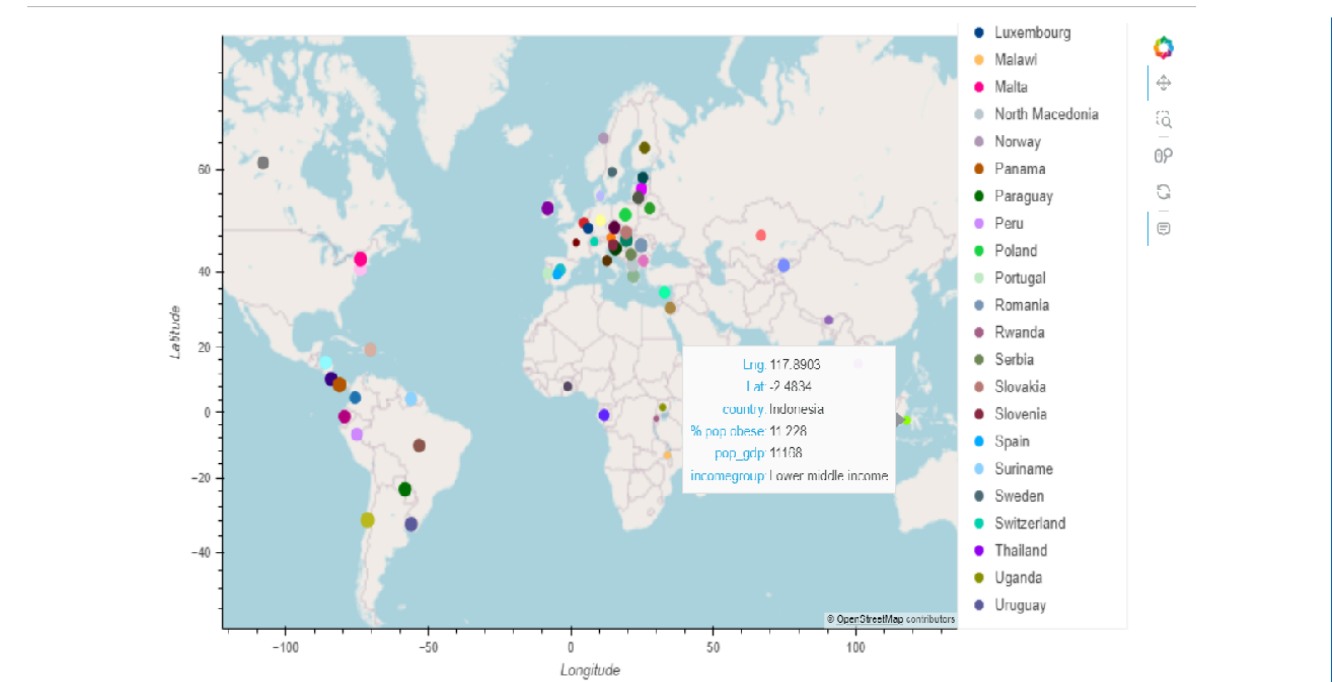 Luxembourg
Malawi
Malta
North Macedonia
Norway
Panama
Paraguay
Peru
Poland
Portugal
Romania
Rwanda
Serbia
Slovakia
Slovenia
Spain
Suriname
Sweden
Switzerland
Thailand
Uganda
Uruguay
60
40
20
0
−20
−40
Latitude
Lng: 117.8903
Lat: -2.4834
country: Indonesia
% pop obese: 11.228
pop_gdp: 11168
incomegroup: Lower middle income
© OpenStreetMap contributors
−100
−50
0
50
100
Longitude